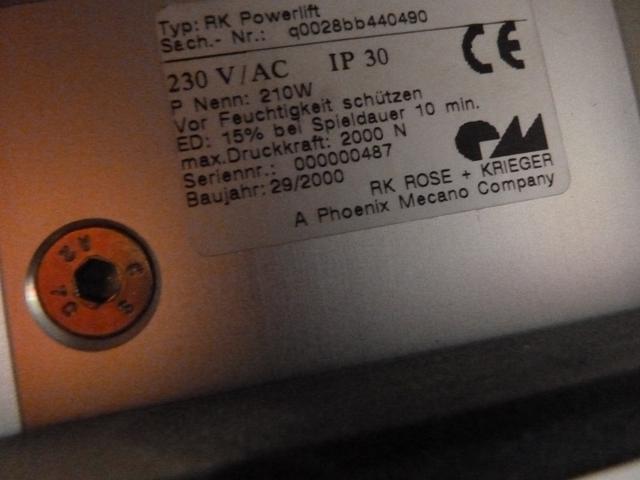 Typ: RK Powerlift
Sach.- Nr.: q0028bb440490
CE
230 V/AC IP 30
P Nenn: 210W
Vor Feuchtigkeit schützen
ED: 15% bei Spieldauer 10 min.
max.Druckkraft: 2000 N
Seriennr.: 000000487
Baujahr: 29/2000
RK ROSE + KRIEGER
A Phoenix Mecano Company
A2